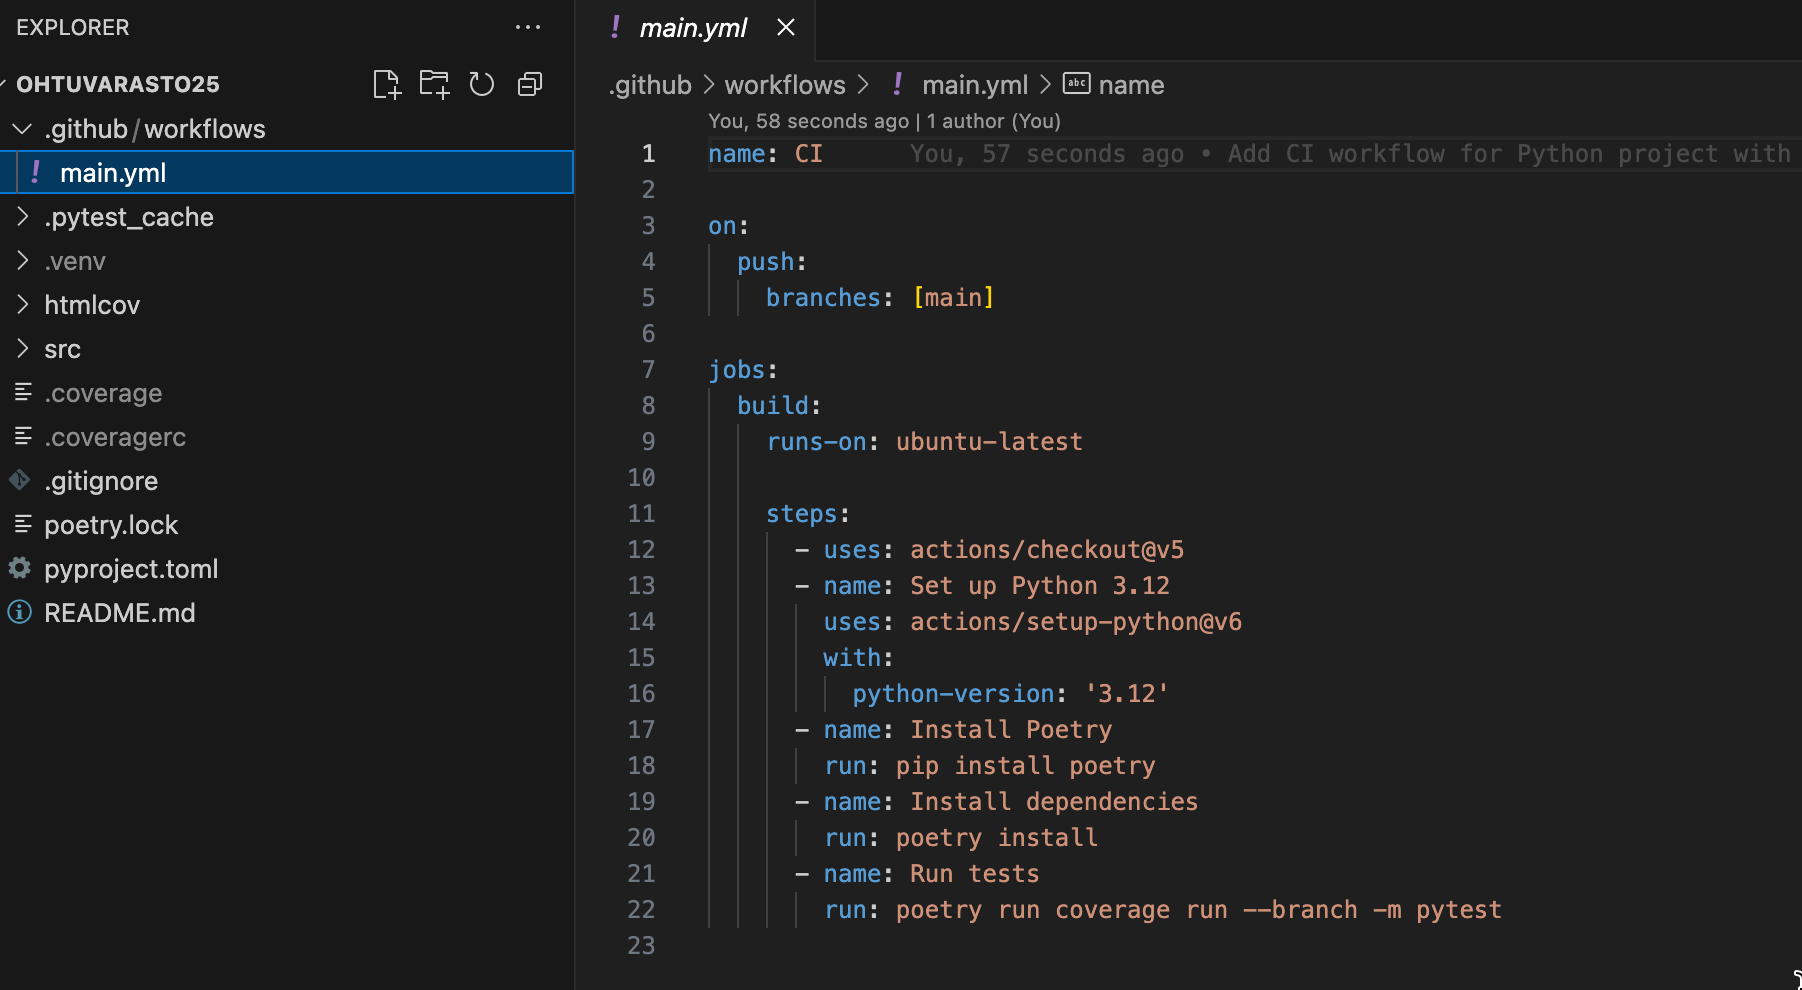 EXPLORER
OHTUVARASTO25
.github/workflows
! main.yml
.pytest_cache
.venv
htmlcov
src
.coverage
.coveragerc
.gitignore
poetry.lock
pyproject.toml
README.md
! main.yml
.github > workflows > ! main.yml > abc name
You, 58 seconds ago | 1 author (You)
1 name: CI You, 57 seconds ago • Add CI workflow for Python project with
2
3 on:
4   push:
5     branches: [main]
6
7 jobs:
8   build:
9     runs-on: ubuntu-latest
10
11     steps:
12       - uses: actions/checkout@v5
13       - name: Set up Python 3.12
14         uses: actions/setup-python@v6
15         with:
16           python-version: '3.12'
17       - name: Install Poetry
18         run: pip install poetry
19       - name: Install dependencies
20         run: poetry install
21       - name: Run tests
22         run: poetry run coverage run --branch -m pytest
23